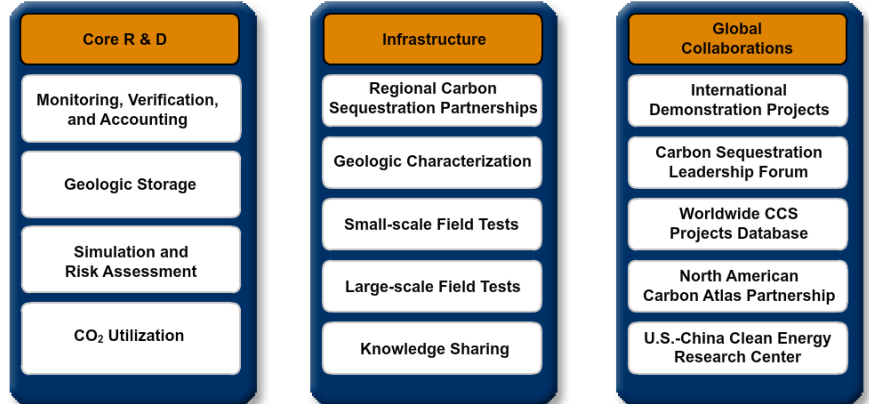 Core R & D
Monitoring, Verification,
and Accounting
Geologic Storage
Simulation and
Risk Assessment
CO₂ Utilization
Infrastructure
Regional Carbon
Sequestration Partnerships
Geologic Characterization
Small-scale Field Tests
Large-scale Field Tests
Knowledge Sharing
Global
Collaborations
International
Demonstration Projects
Carbon Sequestration
Leadership Forum
Worldwide CCS
Projects Database
North American
Carbon Atlas Partnership
U.S.-China Clean Energy
Research Center